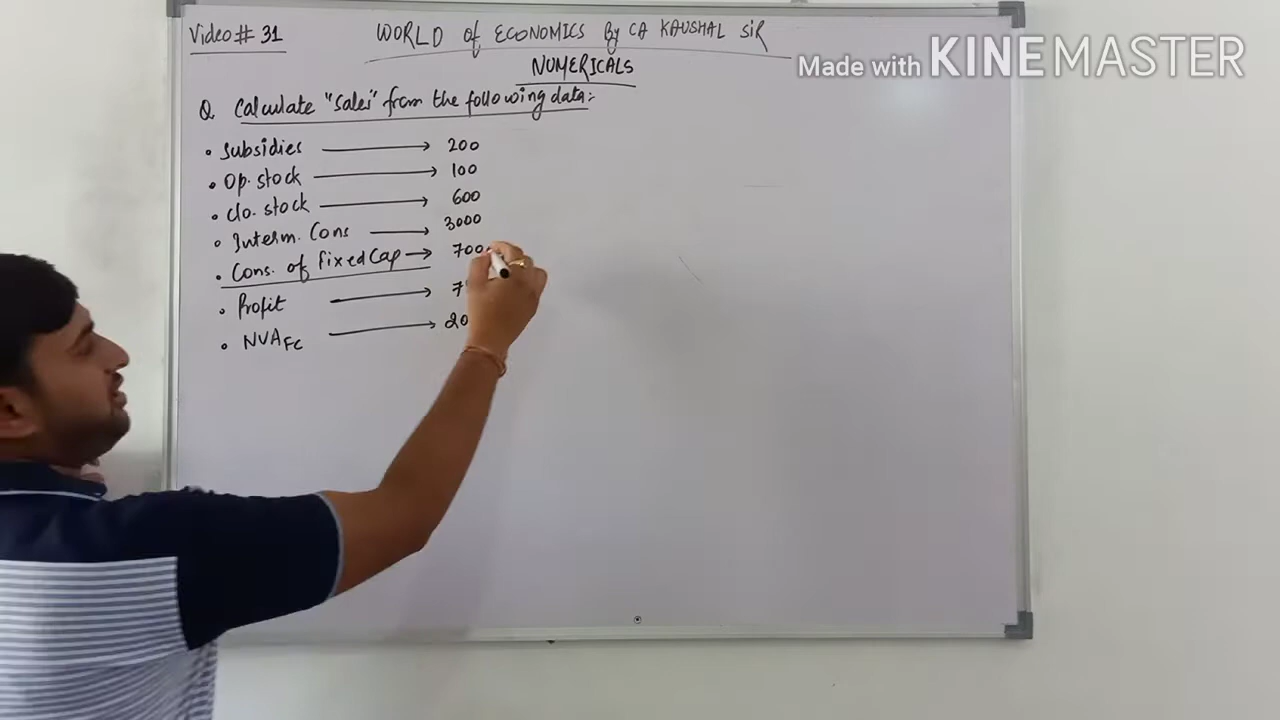 Video# 31
WORLD of ECONOMICS By CA KAUSHAL SIR
Made with KINEMASTER
NUMERICALS
Q. Calculate "Sales" from the following data:-
• Subsidies → 200
• Op. stock → 100
• Clo. stock → 600
• Interm. Cons → 3000
• Cons. of Fixed Cap → 700
• Profit →
• NVAFC →